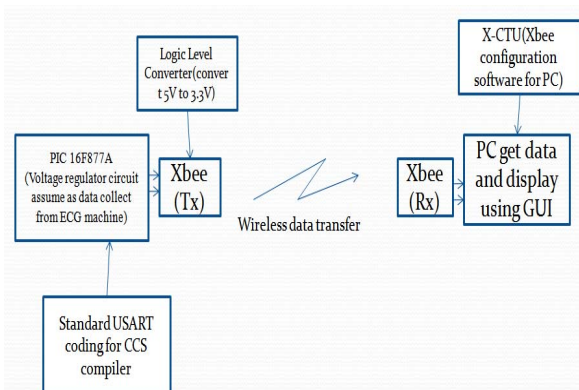 Logic Level
Converter(conver
t 5V to 3.3V)
X-CTU(Xbee
configuration
software for PC)
PIC 16F877A
(Voltage regulator circuit
assume as data collect
from ECG machine)
Xbee
(Tx)
Wireless data transfer
Xbee
(Rx)
PC get data
and display
using GUI
Standard USART
coding for CCS
compiler